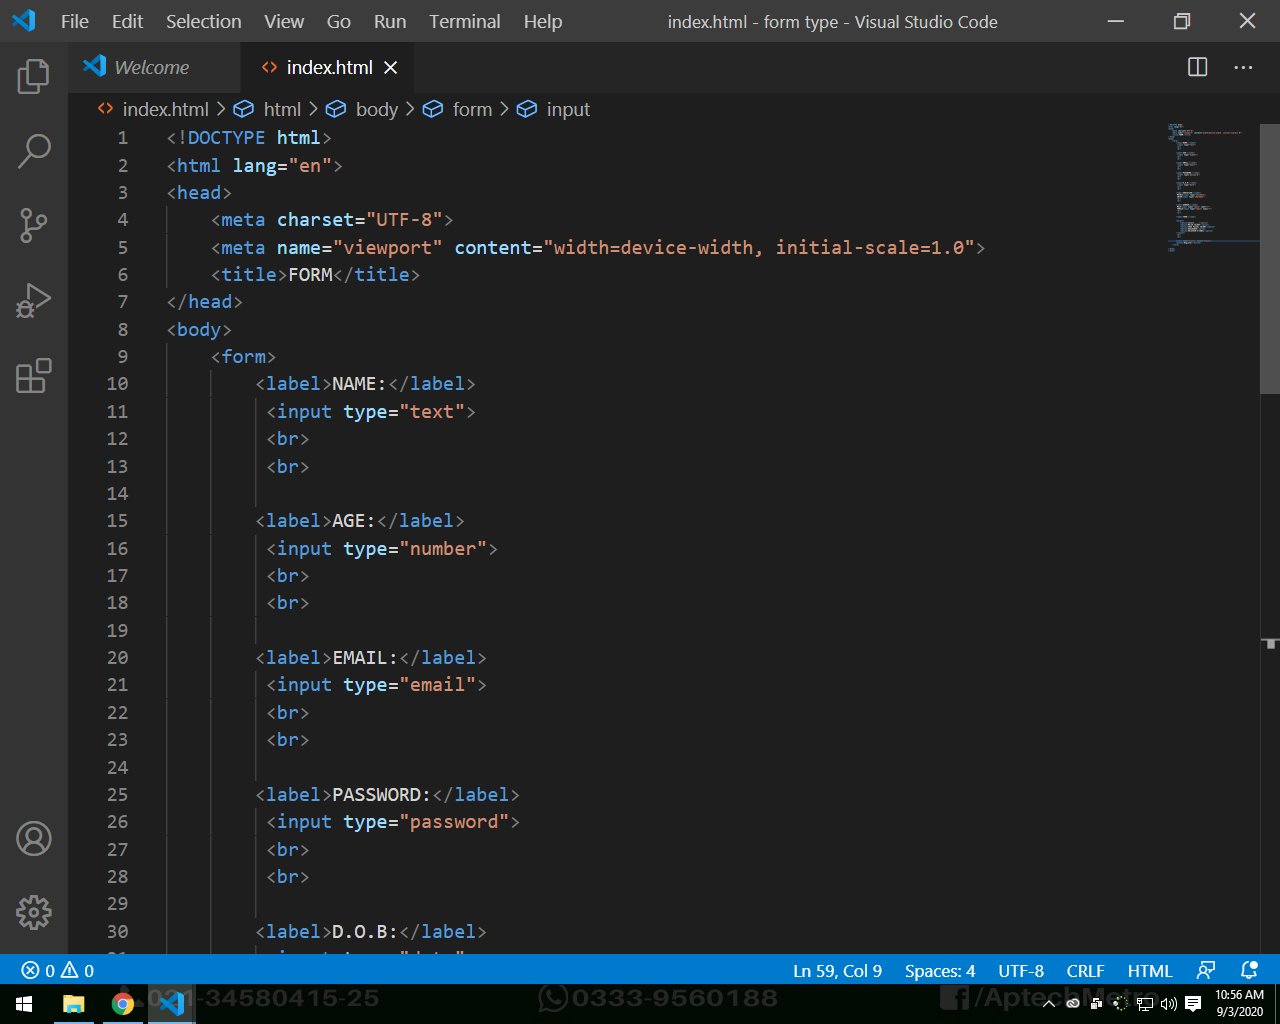 File Edit Selection View Go Run Terminal Help index.html - form type - Visual Studio Code
Welcome index.html
index.html html body form input
1 <!DOCTYPE html>
2 <html lang="en">
3 <head>
4 <meta charset="UTF-8">
5 <meta name="viewport" content="width=device-width, initial-scale=1.0">
6 <title>FORM</title>
7 </head>
8 <body>
9 <form>
10 <label>NAME:</label>
11 <input type="text">
12 <br>
13 <br>
14
15 <label>AGE:</label>
16 <input type="number">
17 <br>
18 <br>
19
20 <label>EMAIL:</label>
21 <input type="email">
22 <br>
23 <br>
24
25 <label>PASSWORD:</label>
26 <input type="password">
27 <br>
28 <br>
29
30 <label>D.O.B:</label>
0 0 Ln 59, Col 9 Spaces: 4 UTF-8 CRLF HTML
-34580415-25 0333-9560188 /AptechMetro 10:56 AM
9/3/2020